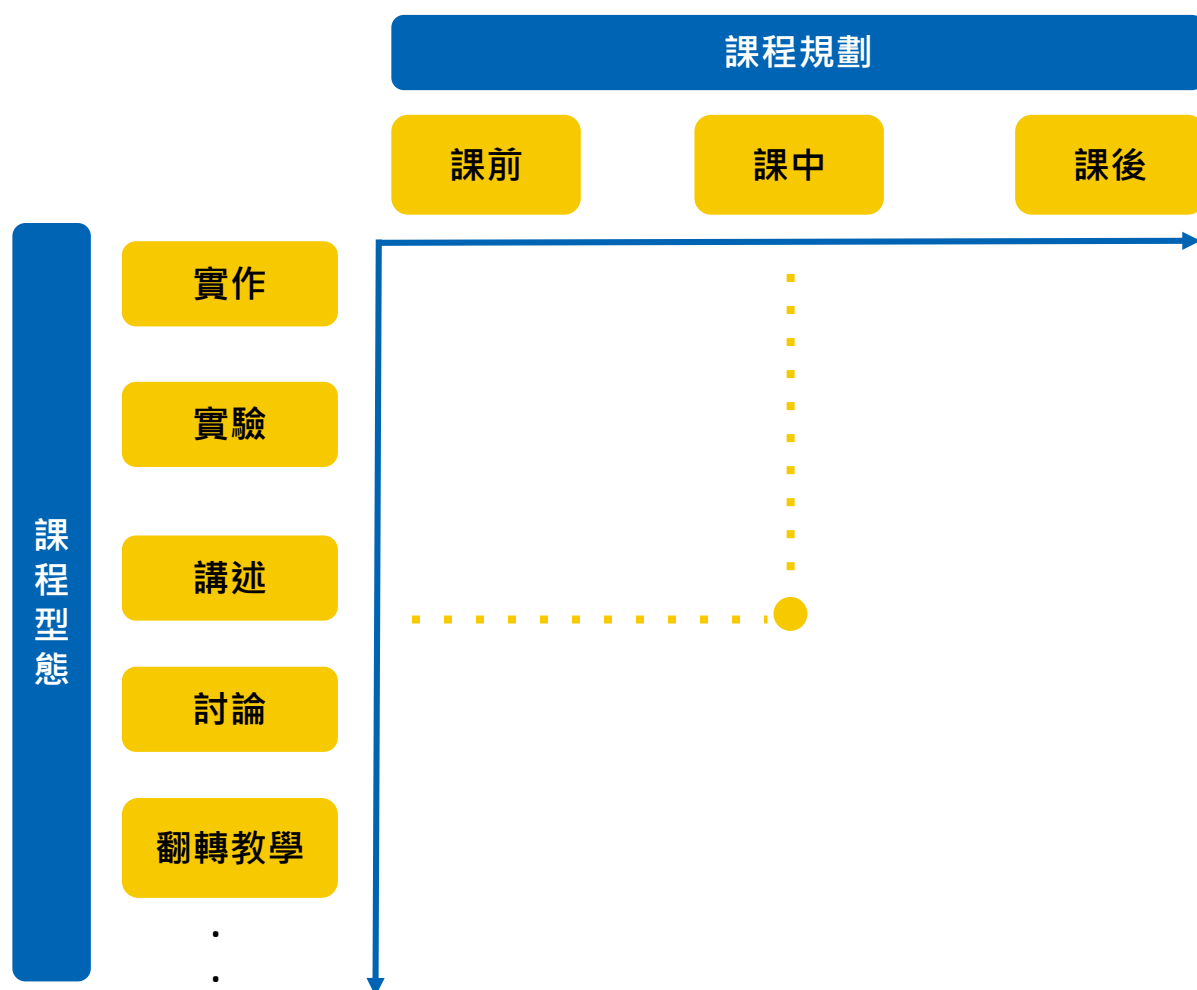 課程規劃
課前
課中
課後
課程型態
實作
實驗
講述
討論
翻轉教學
.
.